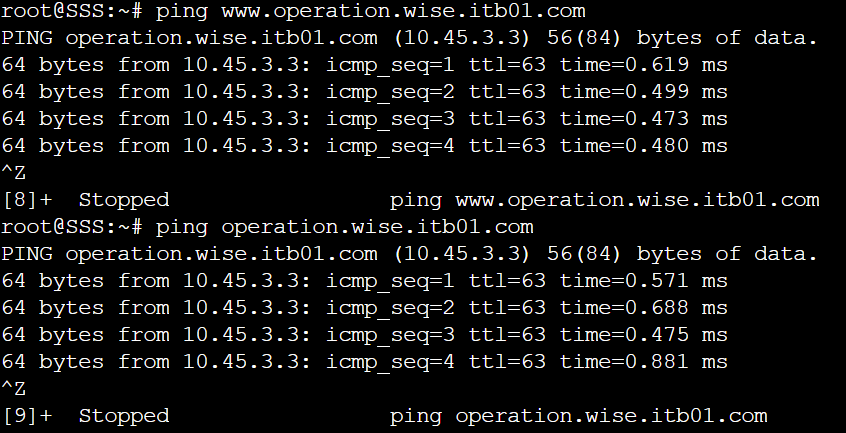 root@SSS:~# ping www.operation.wise.itb01.com
PING operation.wise.itb01.com (10.45.3.3) 56(84) bytes of data.
64 bytes from 10.45.3.3: icmp_seq=1 ttl=63 time=0.619 ms
64 bytes from 10.45.3.3: icmp_seq=2 ttl=63 time=0.499 ms
64 bytes from 10.45.3.3: icmp_seq=3 ttl=63 time=0.473 ms
64 bytes from 10.45.3.3: icmp_seq=4 ttl=63 time=0.480 ms
^Z
[8]+  Stopped                 ping www.operation.wise.itb01.com
root@SSS:~# ping operation.wise.itb01.com
PING operation.wise.itb01.com (10.45.3.3) 56(84) bytes of data.
64 bytes from 10.45.3.3: icmp_seq=1 ttl=63 time=0.571 ms
64 bytes from 10.45.3.3: icmp_seq=2 ttl=63 time=0.688 ms
64 bytes from 10.45.3.3: icmp_seq=3 ttl=63 time=0.475 ms
64 bytes from 10.45.3.3: icmp_seq=4 ttl=63 time=0.881 ms
^Z
[9]+  Stopped                 ping operation.wise.itb01.com